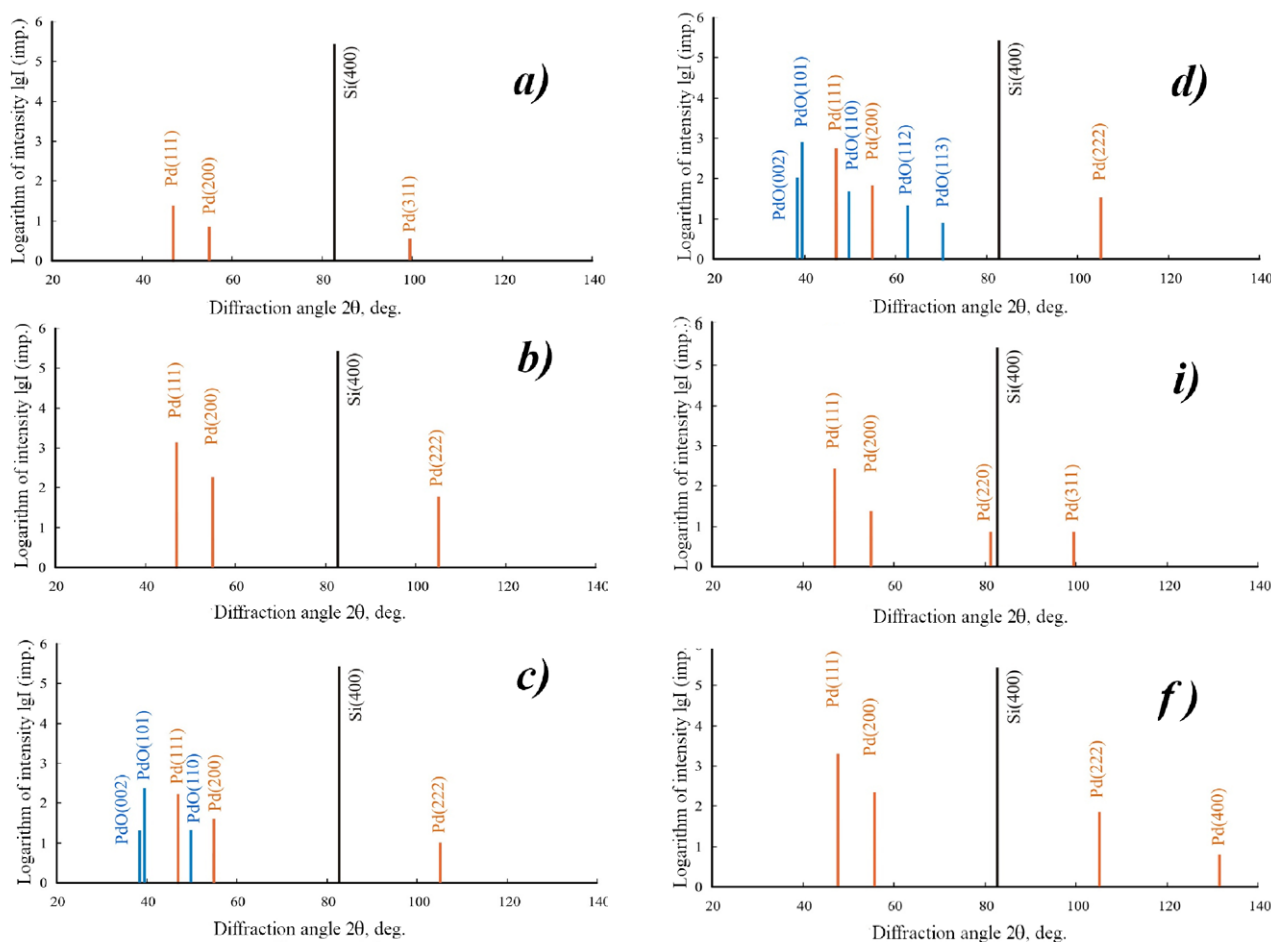 a)
Logarithm of intensity lgI (imp.)
6
5
4
3
2
1
0
Pd(111)
Pd(200)
Si(400)
Pd(311)
20 40 60 80 100 120 140
Diffraction angle 2θ, deg.
b)
Logarithm of intensity lgI (imp.)
6
5
4
3
2
1
0
Pd(111)
Pd(200)
Si(400)
Pd(222)
20 40 60 80 100 120 140
Diffraction angle 2θ, deg.
c)
Logarithm of intensity lgI (imp.)
6
5
4
3
2
1
0
PdO(002)
PdO(101)
Pd(111)
PdO(110)
Pd(200)
Si(400)
Pd(222)
20 40 60 80 100 120 140
Diffraction angle 2θ, deg.
d)
Logarithm of intensity lgI (imp.)
6
5
4
3
2
1
0
PdO(002)
PdO(101)
Pd(111)
PdO(110)
Pd(200)
PdO(112)
PdO(113)
Si(400)
Pd(222)
20 40 60 80 100 120 140
Diffraction angle 2θ, deg.
i)
Logarithm of intensity lgI (imp.)
6
5
4
3
2
1
0
Pd(111)
Pd(200)
Pd(220)
Si(400)
Pd(311)
20 40 60 80 100 120 140
Diffraction angle 2θ, deg.
f)
Logarithm of intensity lgI (imp.)
6
5
4
3
2
1
0
Pd(111)
Pd(200)
Si(400)
Pd(222)
Pd(400)
20 40 60 80 100 120 140
Diffraction angle 2θ, deg.